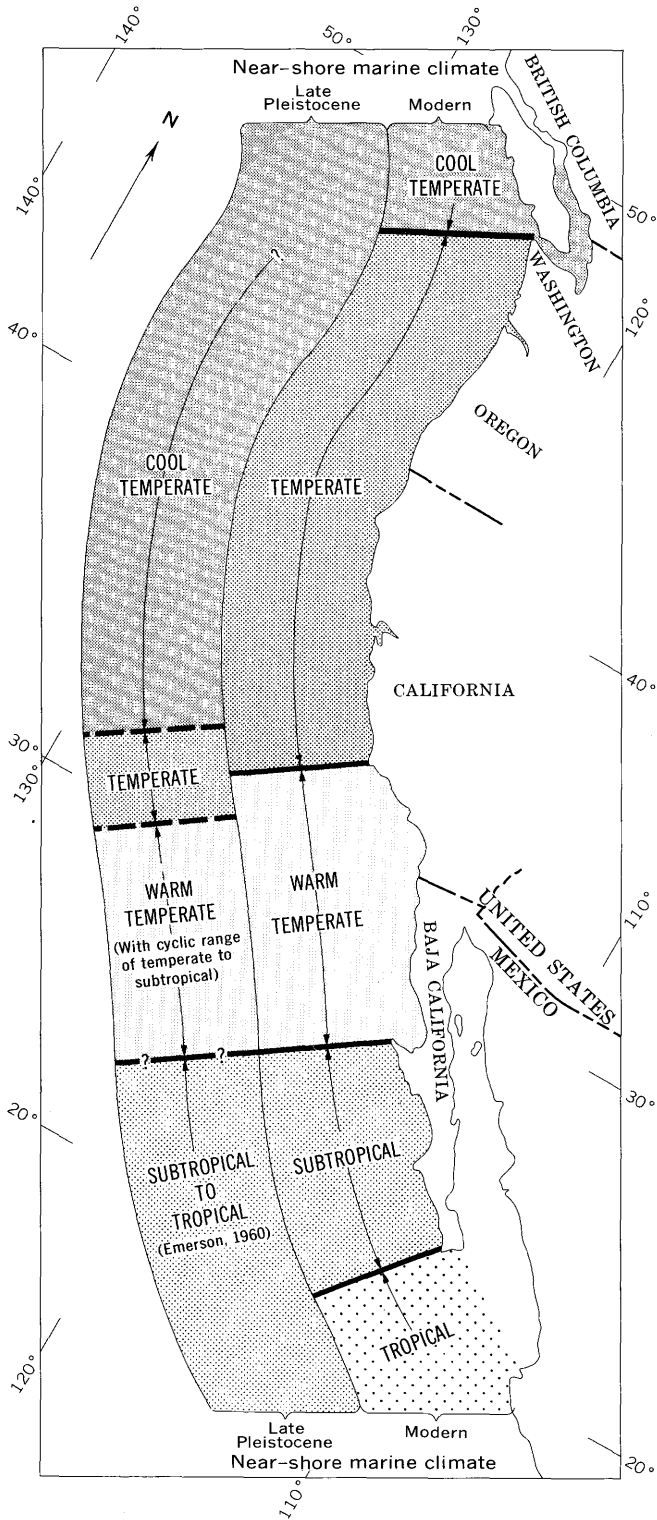 140°
50°
130°
Near-shore marine climate
Late
Pleistocene
Modern
N
BRITISH COLUMBIA
COOL
TEMPERATE
140°
50°
WASHINGTON
120°
40°
OREGON
COOL
TEMPERATE
TEMPERATE
?
CALIFORNIA
40°
30°
130°
TEMPERATE
WARM
TEMPERATE
(With cyclic range
of temperate to
subtropical)
WARM
TEMPERATE
110°
UNITED STATES
MEXICO
BAJA CALIFORNIA
? ?
30°
20°
SUBTROPICAL
TO
TROPICAL
(Emerson, 1960)
SUBTROPICAL
TROPICAL
120°
Late
Pleistocene
Modern
Near-shore marine climate
20°
110°